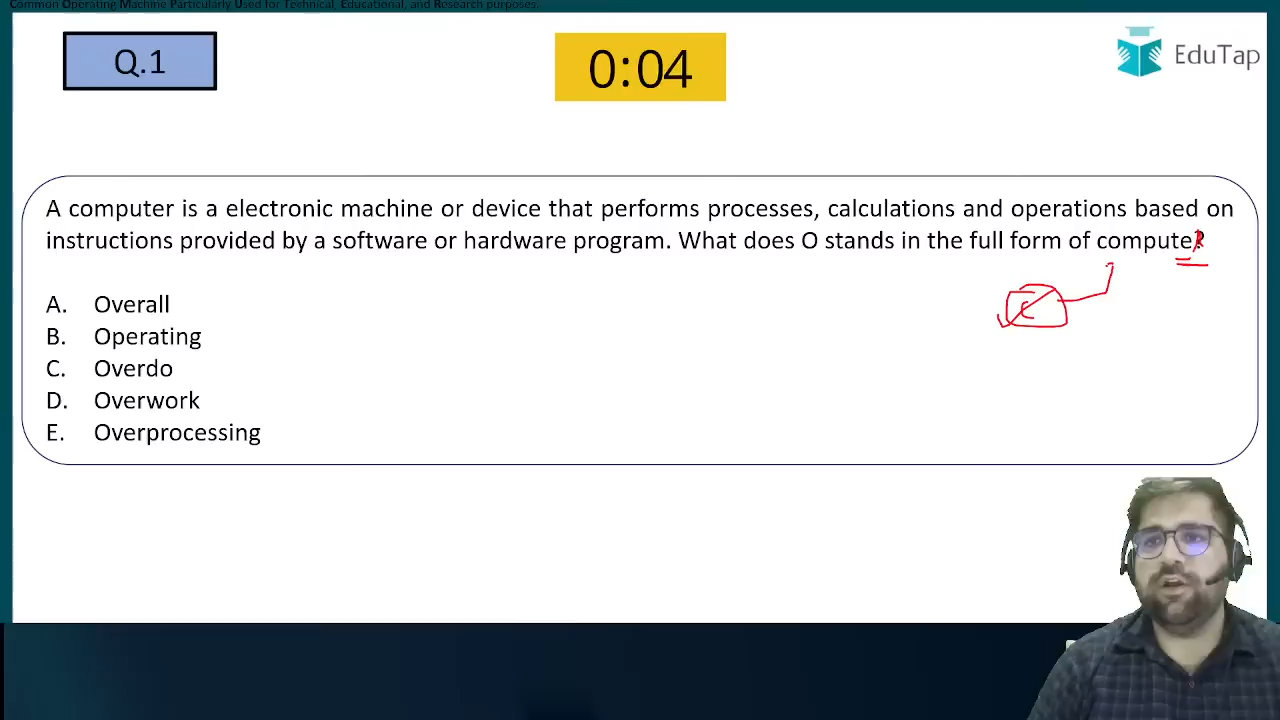 Common Operating Machine Particularly Used for Technical, Educational, and Research purposes.
Q.1
0:04
EduTap
A computer is a electronic machine or device that performs processes, calculations and operations based on
instructions provided by a software or hardware program. What does O stands in the full form of computeR
A. Overall
B. Operating
C. Overdo
D. Overwork
E. Overprocessing
C